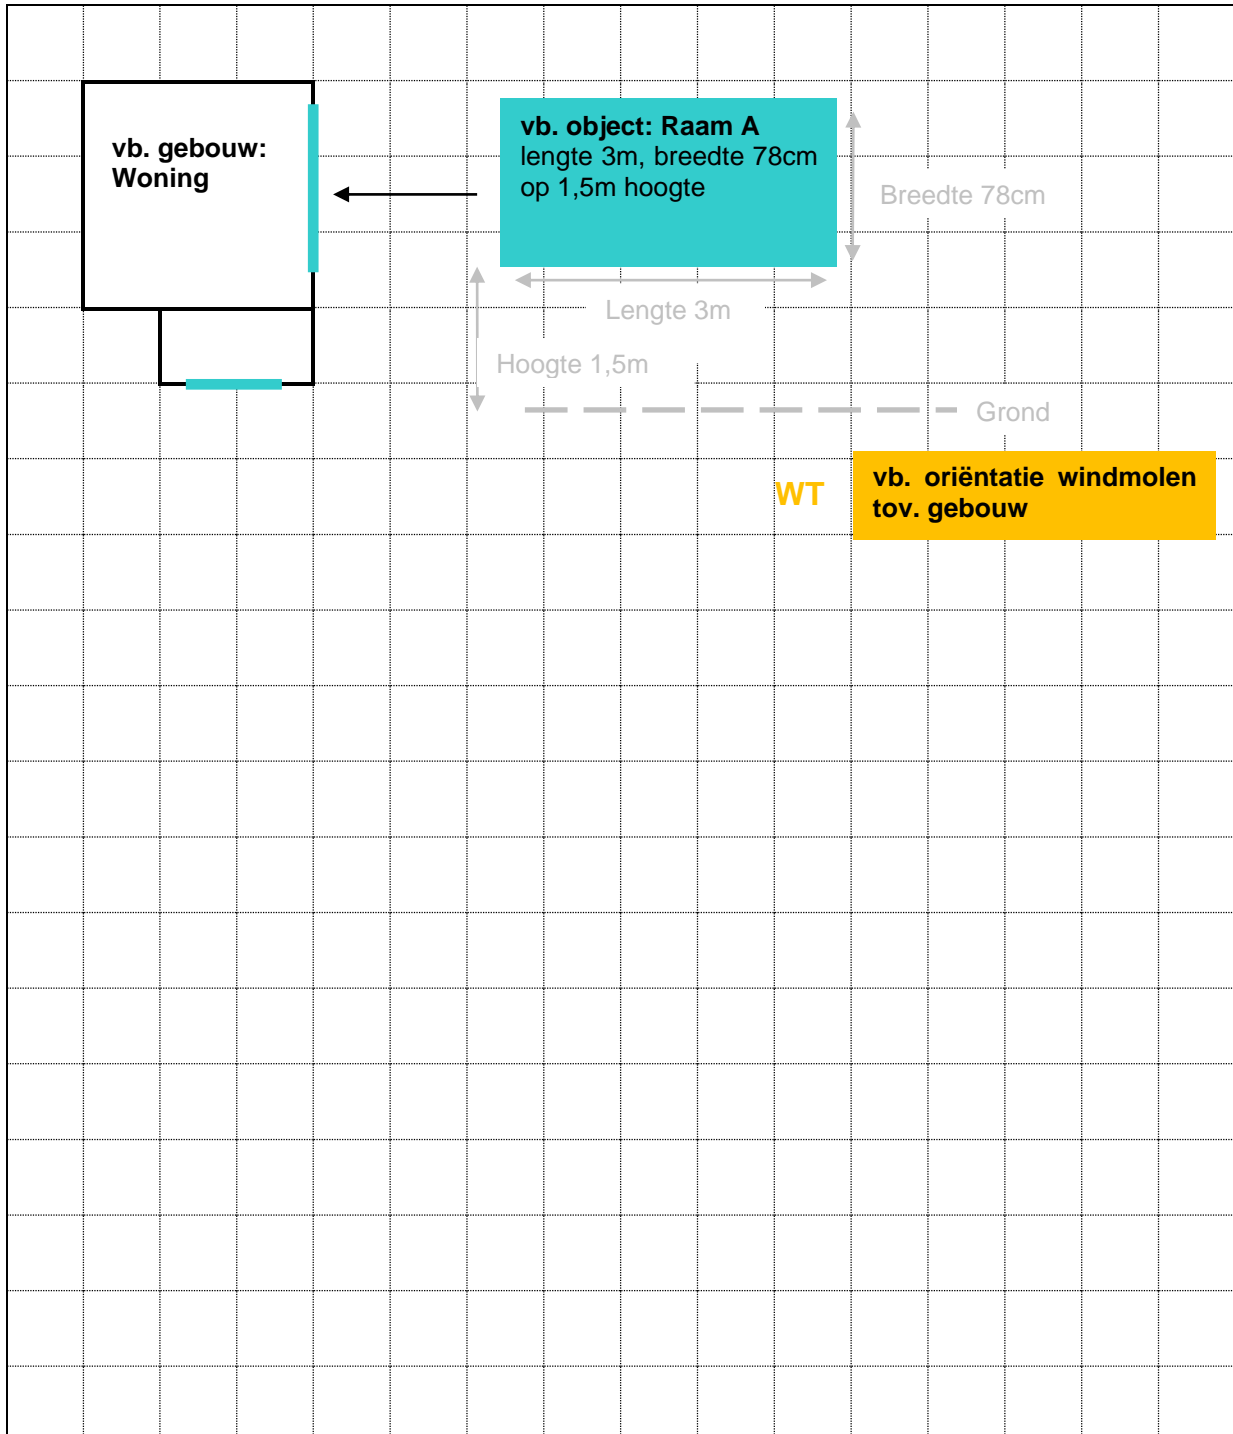 vb. gebouw:
Woning
vb. object: Raam A
lengte 3m, breedte 78cm
op 1,5m hoogte
Breedte 78cm
Lengte 3m
Hoogte 1,5m
Grond
WT
vb. oriëntatie windmolen
tov. gebouw